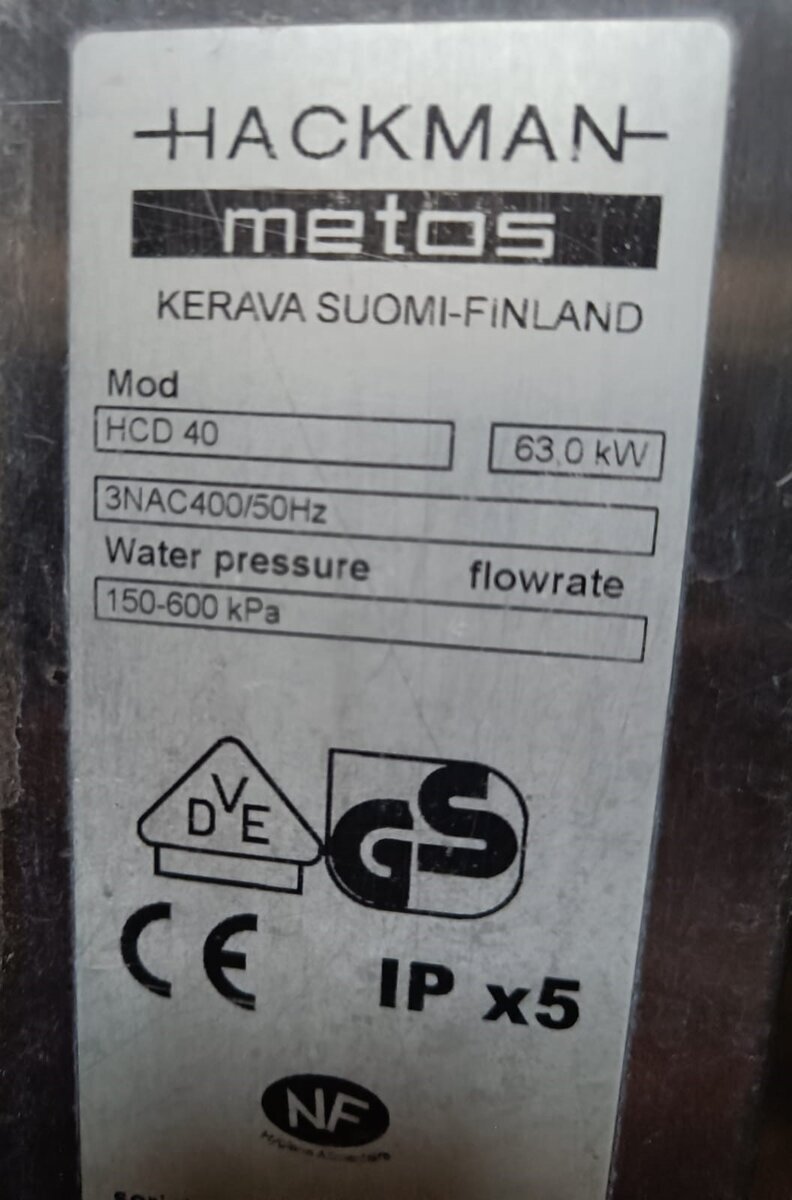 HACKMAN
metos
KERAVA SUOMI-FINLAND
Mod
HCD 40 63,0 kW
3NAC400/50Hz
Water pressure flowrate
150-600 kPa
DVE
GS
CE IP x5
NF